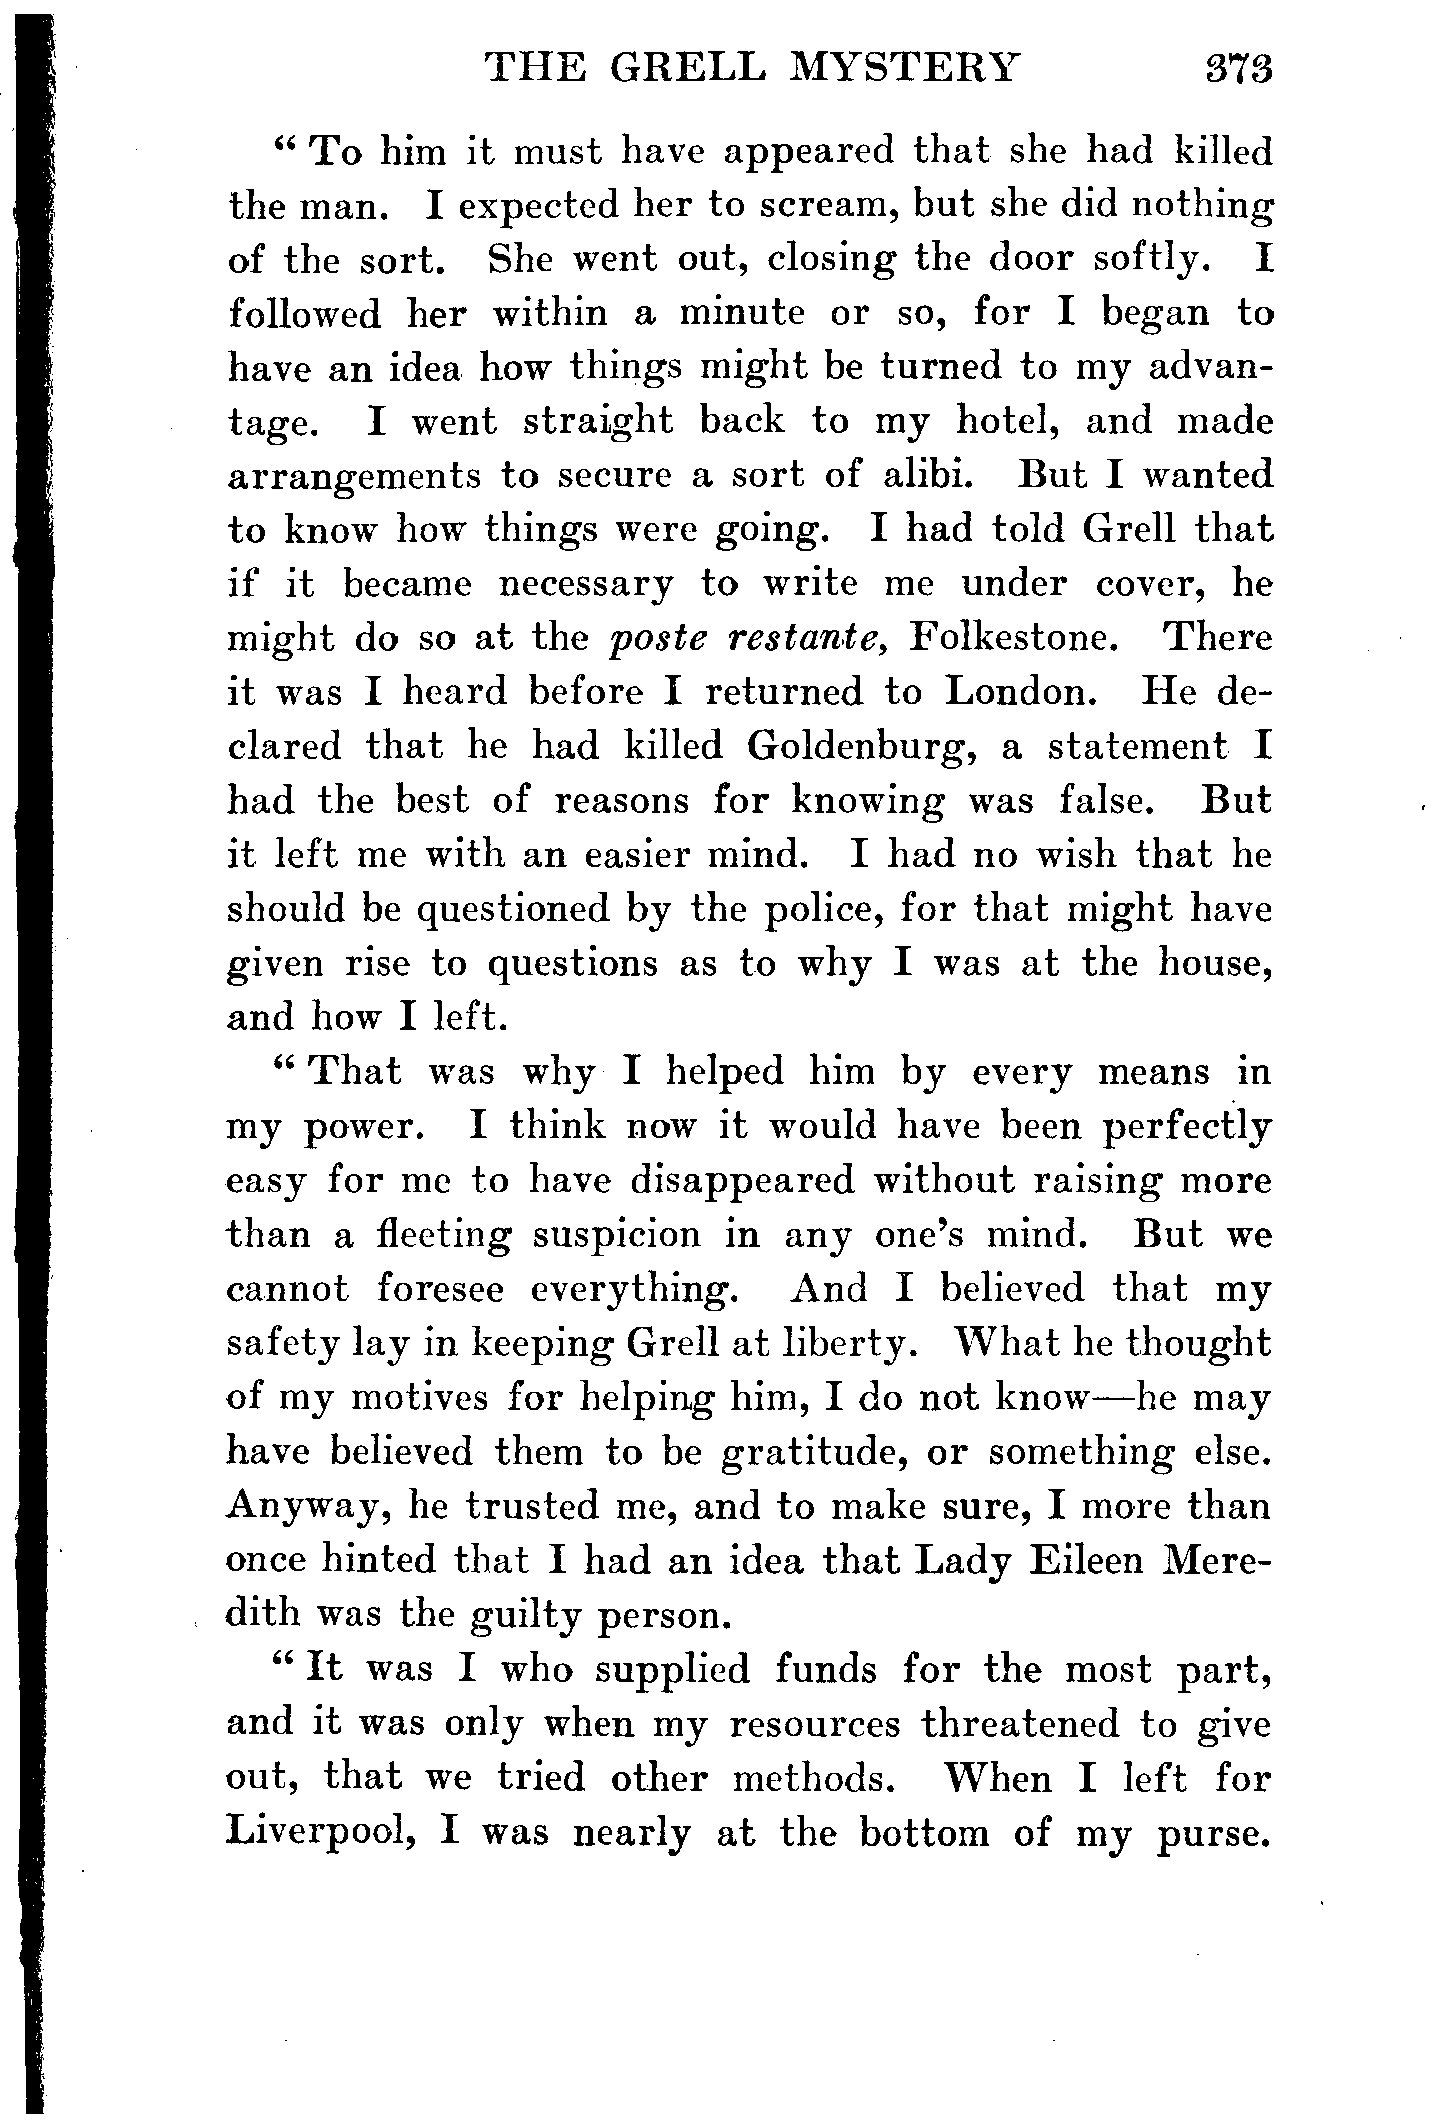 THE GRELL MYSTERY 373
“ To him it must have appeared that she had killed
the man. I expected her to scream, but she did nothing
of the sort. She went out, closing the door softly. I
followed her within a minute or so, for I began to
have an idea how things might be turned to my advan-
tage. I went straight back to my hotel, and made
arrangements to secure a sort of alibi. But I wanted
to know how things were going. I had told Grell that
if it became necessary to write me under cover, he
might do so at the poste restante, Folkestone. There
it was I heard before I returned to London. He de-
clared that he had killed Goldenburg, a statement I
had the best of reasons for knowing was false. But
it left me with an easier mind. I had no wish that he
should be questioned by the police, for that might have
given rise to questions as to why I was at the house,
and how I left.
“ That was why I helped him by every means in
my power. I think now it would have been perfectly
easy for me to have disappeared without raising more
than a fleeting suspicion in any one’s mind. But we
cannot foresee everything. And I believed that my
safety lay in keeping Grell at liberty. What he thought
of my motives for helping him, I do not know—he may
have believed them to be gratitude, or something else.
Anyway, he trusted me, and to make sure, I more than
once hinted that I had an idea that Lady Eileen Mere-
dith was the guilty person.
“ It was I who supplied funds for the most part,
and it was only when my resources threatened to give
out, that we tried other methods. When I left for
Liverpool, I was nearly at the bottom of my purse.